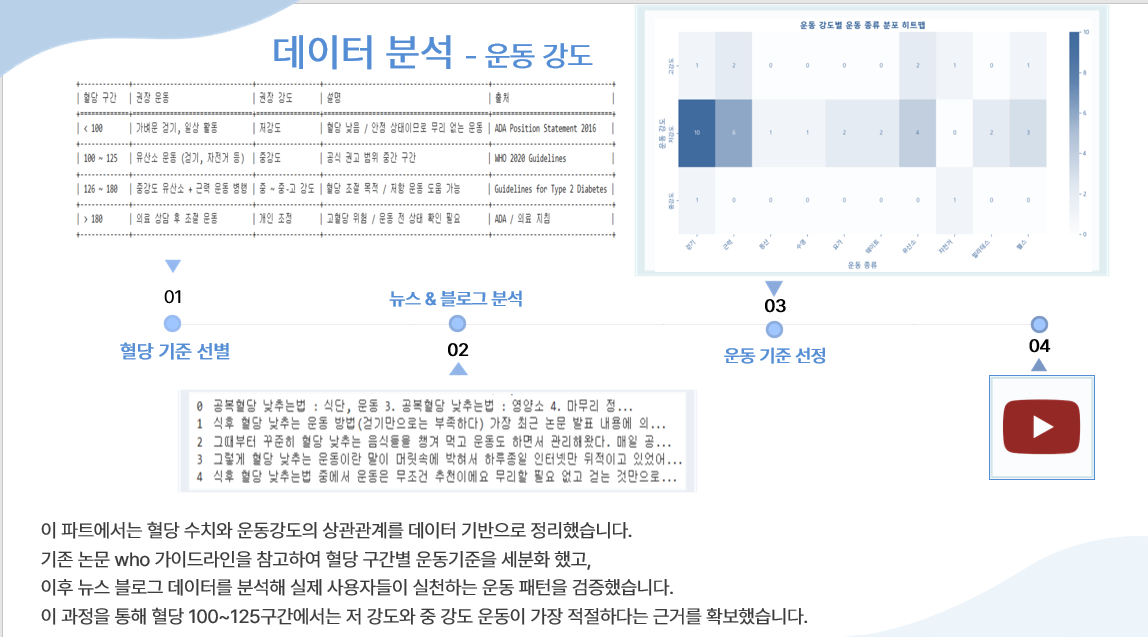 데이터 분석 - 운동 강도
| 혈당 구간 | 권장 운동 | 권장 강도 | 설명 | 출처 |
| < 100 | 가벼운 걷기, 일상 활동 | 저강도 | 혈당 낮음 / 안정 상태이므로 무리 없는 운동 | ADA Position Statement 2016 |
| 100 ~ 125 | 유산소 운동 (걷기, 자전거 등) | 중강도 | 공식 권고 범위 중간 구간 | WHO 2020 Guidelines |
| 126 ~ 180 | 중강도 유산소 + 근력 운동 병행 | 중 ~ 중-고 강도 | 혈당 조절 목적 / 저항 운동 도움 가능 | Guidelines for Type 2 Diabetes |
| > 180 | 의료 상담 후 조절 운동 | 개인 조정 | 고혈당 위험 / 운동 전 상태 확인 필요 | ADA / 의료 지침 |
운동 강도별 운동 종류 분포 히트맵
운동 강도
고강도 1 2 0 0 0 0 2 1 0 1
저강도 10 6 1 1 2 2 4 0 2 3
중강도 1 0 0 0 0 0 0 1 0 0
걷기 근력 등산 수영 요가 웨이트 유산소 자전거 필라테스 헬스
운동 종류
10
8
6
4
2
0
01
혈당 기준 선별
뉴스 & 블로그 분석
02
03
운동 기준 선정
04
0 공복혈당 낮추는법 : 식단, 운동 3. 공복혈당 낮추는법 : 영양소 4. 마무리 정...
1 식후 혈당 낮추는 운동 방법(걷기만으로는 부족하다) 가장 최근 논문 발표 내용에 의...
2 그때부터 꾸준히 혈당 낮추는 음식들을 챙겨 먹고 운동도 하면서 관리해왔다. 매일 공...
3 그렇게 혈당 낮추는 운동이란 말이 머릿속에 박혀서 하루종일 인터넷만 뒤적이고 있었어...
4 식후 혈당 낮추는법 중에서 운동은 무조건 추천이에요 무리할 필요 없고 걷는 것만으로...
이 파트에서는 혈당 수치와 운동강도의 상관관계를 데이터 기반으로 정리했습니다.
기존 논문 who 가이드라인을 참고하여 혈당 구간별 운동기준을 세분화 했고,
이후 뉴스 블로그 데이터를 분석해 실제 사용자들이 실천하는 운동 패턴을 검증했습니다.
이 과정을 통해 혈당 100~125구간에서는 저 강도와 중 강도 운동이 가장 적절하다는 근거를 확보했습니다.